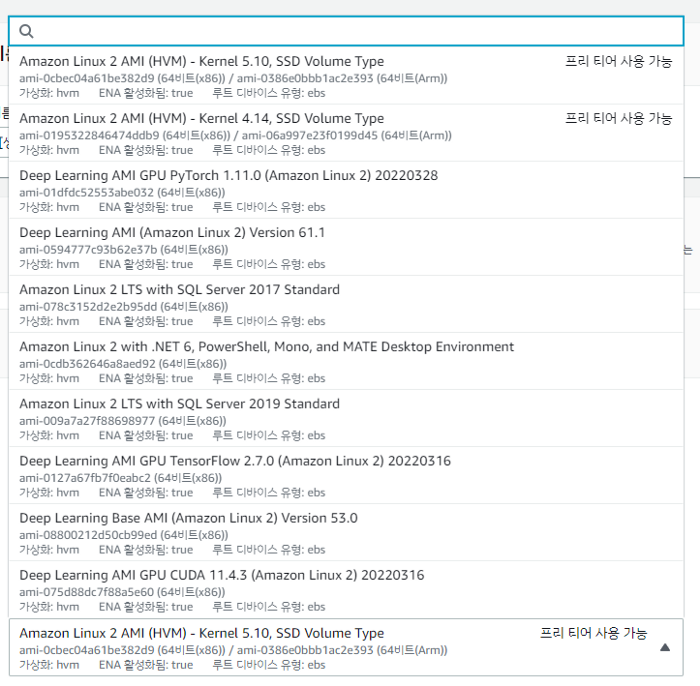 Amazon Linux 2 AMI (HVM) - Kernel 5.10, SSD Volume Type 프리 티어 사용 가능
ami-0cbec04a61be382d9 (64비트(x86)) / ami-0386e0bbb1ac2e393 (64비트(Arm))
가상화: hvm ENA 활성화됨: true 루트 디바이스 유형: ebs
Amazon Linux 2 AMI (HVM) - Kernel 4.14, SSD Volume Type 프리 티어 사용 가능
ami-0195322846474ddb9 (64비트(x86)) / ami-06a997e23f0199d45 (64비트(Arm))
가상화: hvm ENA 활성화됨: true 루트 디바이스 유형: ebs
Deep Learning AMI GPU PyTorch 1.11.0 (Amazon Linux 2) 20220328
ami-01dfdc52553abe032 (64비트(x86))
가상화: hvm ENA 활성화됨: true 루트 디바이스 유형: ebs
Deep Learning AMI (Amazon Linux 2) Version 61.1
ami-0594777c93b62e37b (64비트(x86))
가상화: hvm ENA 활성화됨: true 루트 디바이스 유형: ebs
Amazon Linux 2 LTS with SQL Server 2017 Standard
ami-078c3152d2e2b95dd (64비트(x86))
가상화: hvm ENA 활성화됨: true 루트 디바이스 유형: ebs
Amazon Linux 2 with .NET 6, PowerShell, Mono, and MATE Desktop Environment
ami-0cdb362646a8aed92 (64비트(x86))
가상화: hvm ENA 활성화됨: true 루트 디바이스 유형: ebs
Amazon Linux 2 LTS with SQL Server 2019 Standard
ami-009a7a27f88698977 (64비트(x86))
가상화: hvm ENA 활성화됨: true 루트 디바이스 유형: ebs
Deep Learning AMI GPU TensorFlow 2.7.0 (Amazon Linux 2) 20220316
ami-0127a67fb7f0eabc2 (64비트(x86))
가상화: hvm ENA 활성화됨: true 루트 디바이스 유형: ebs
Deep Learning Base AMI (Amazon Linux 2) Version 53.0
ami-08800212d50cb99ed (64비트(x86))
가상화: hvm ENA 활성화됨: true 루트 디바이스 유형: ebs
Deep Learning AMI GPU CUDA 11.4.3 (Amazon Linux 2) 20220316
ami-075d88dc7f88a5e60 (64비트(x86))
가상화: hvm ENA 활성화됨: true 루트 디바이스 유형: ebs
Amazon Linux 2 AMI (HVM) - Kernel 5.10, SSD Volume Type 프리 티어 사용 가능
ami-0cbec04a61be382d9 (64비트(x86)) / ami-0386e0bbb1ac2e393 (64비트(Arm))
가상화: hvm ENA 활성화됨: true 루트 디바이스 유형: ebs